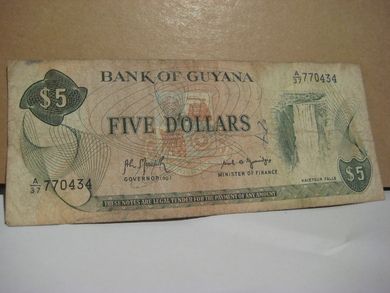 BANK OF GUYANA
A/37 770434
$5
FIVE DOLLARS
GOVERNOR (ag.)
MINISTER OF FINANCE
KAIETEUR FALLS
A/37 770434
$5
THESE NOTES ARE LEGAL TENDER FOR THE PAYMENT OF ANY AMOUNT